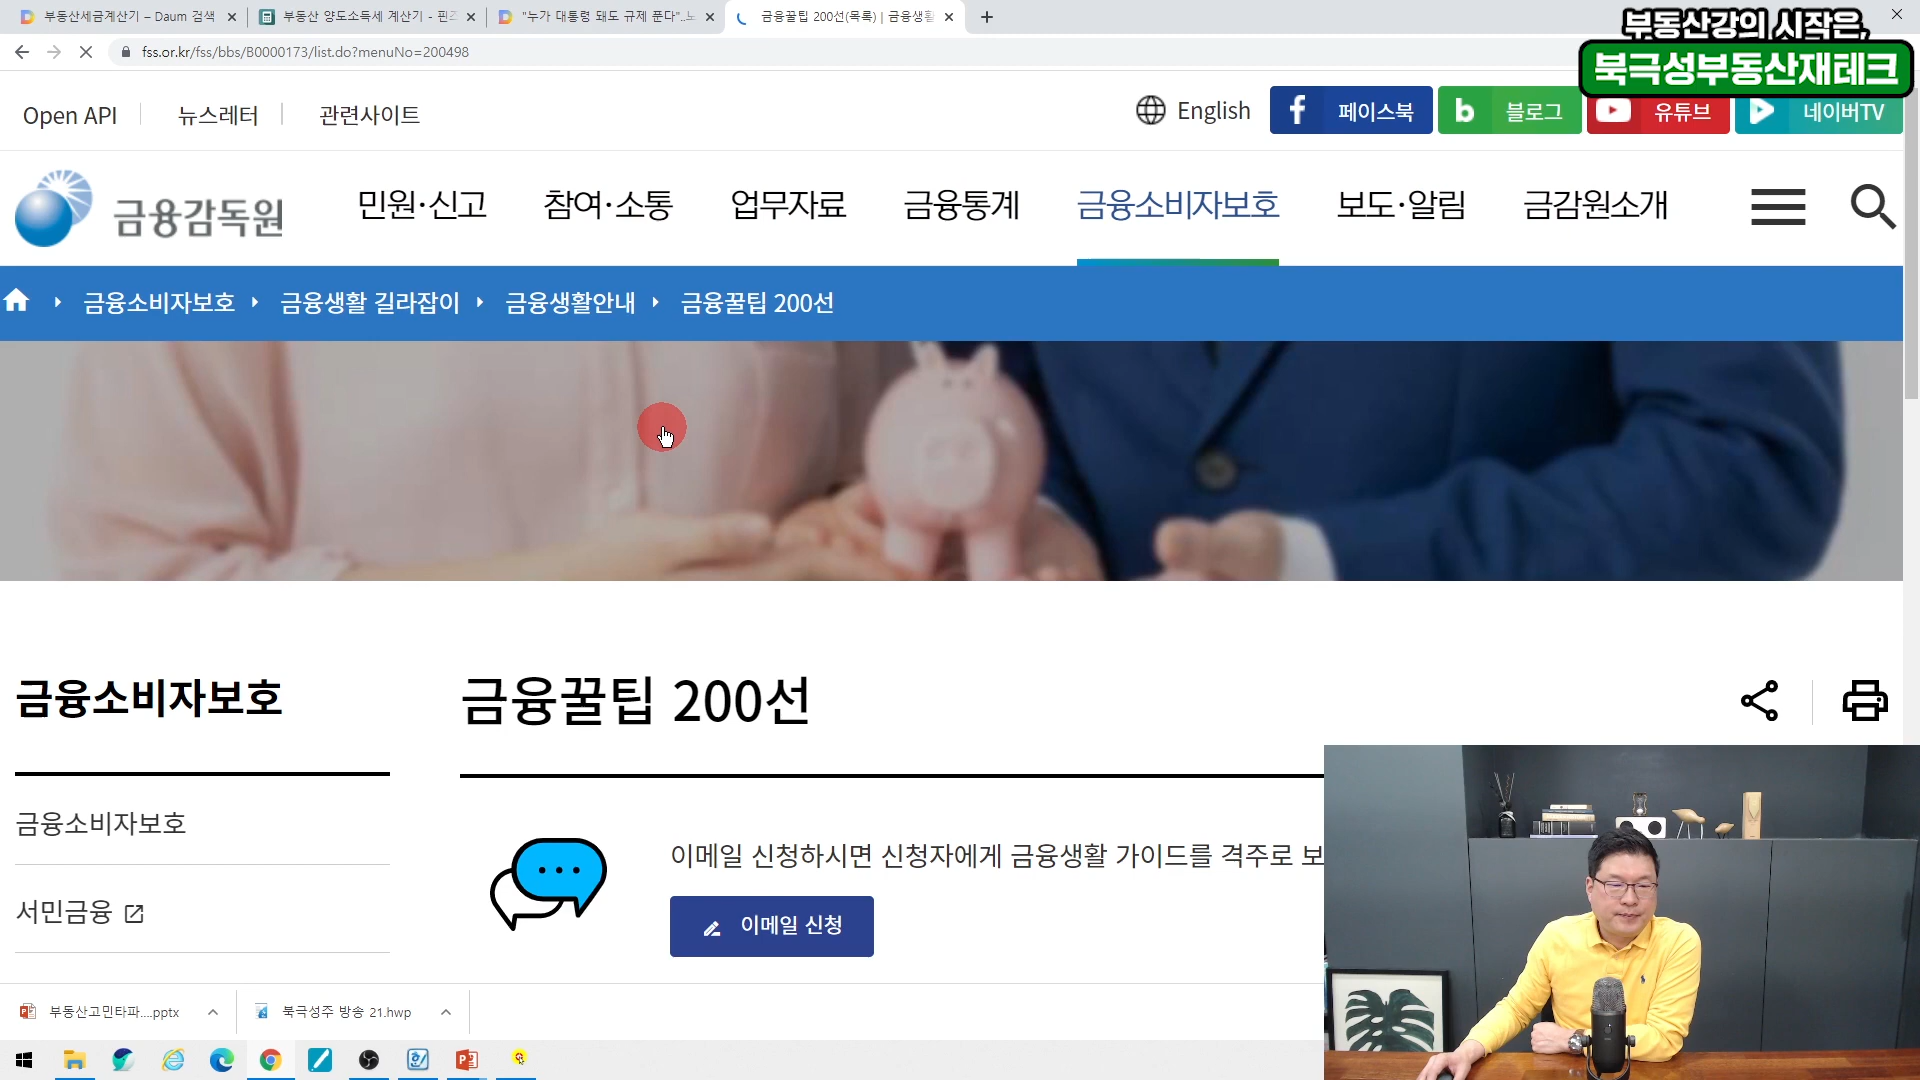 부동산세금계산기 – Daum 검색
부동산 양도소득세 계산기 - 핀
"누가 대통령 돼도 규제 푼다"..노
금융꿀팁 200선(목록) | 금융생활
부동산강의 시작은,
북극성부동산재테크
fss.or.kr/fss/bbs/B0000173/list.do?menuNo=200498
Open API
뉴스레터
관련사이트
English
페이스북
블로그
유튜브
네이버TV
금융감독원
민원·신고
참여·소통
업무자료
금융통계
금융소비자보호
보도·알림
금감원소개
금융소비자보호
금융생활 길라잡이
금융생활안내
금융꿀팁 200선
금융소비자보호
금융꿀팁 200선
금융소비자보호
서민금융
이메일 신청하시면 신청자에게 금융생활 가이드를 격주로 보
이메일 신청
부동산고민타파....pptx
북극성주 방송 21.hwp